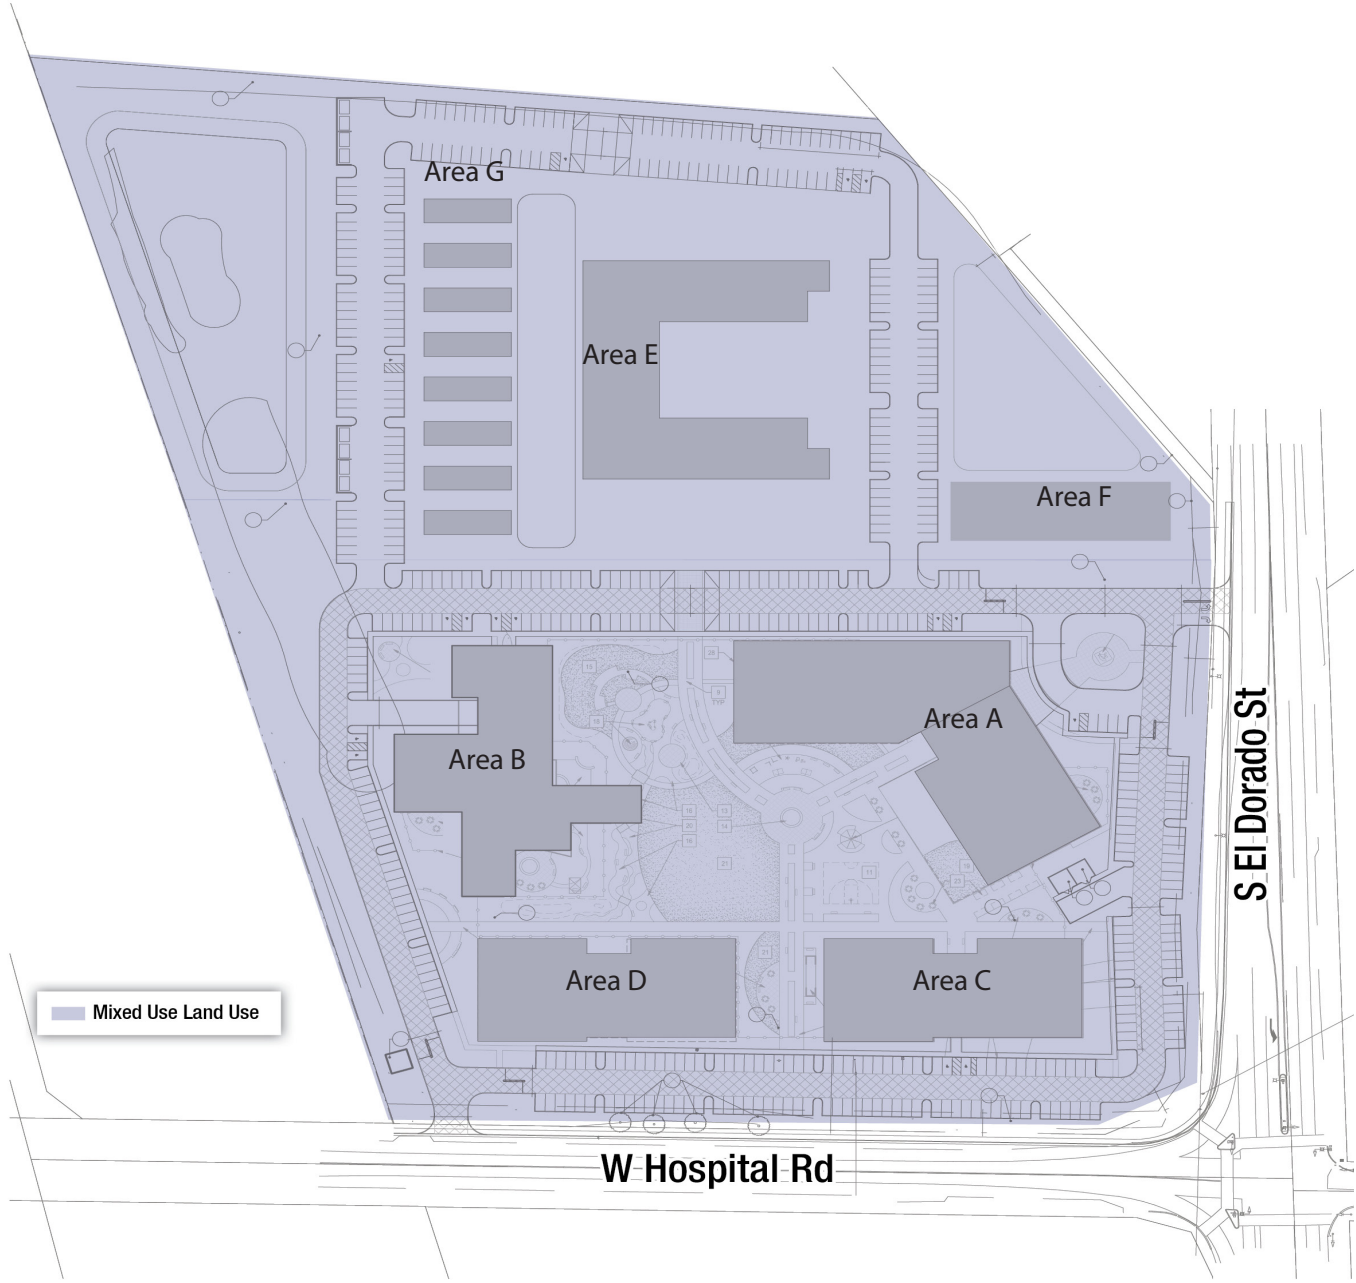 Area G
Area E
Area F
Area A
Area B
Area D
Area C
S El Dorado St
Mixed Use Land Use
W Hospital Rd